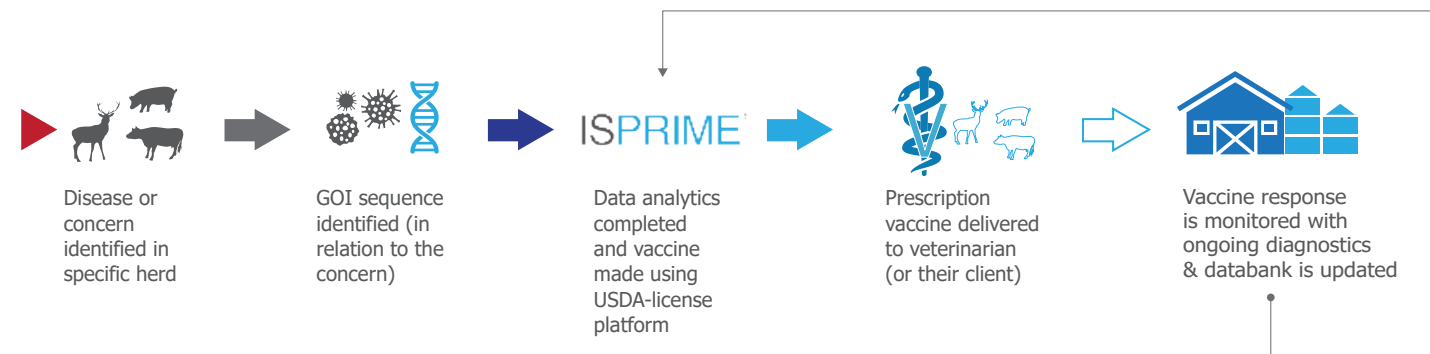 ISPRIME
Disease or
concern
identified in
specific herd
GOI sequence
identified (in
relation to the
concern)
Data analytics
completed
and vaccine
made using
USDA-license
platform
Prescription
vaccine delivered
to veterinarian
(or their client)
Vaccine response
is monitored with
ongoing diagnostics
& databank is updated